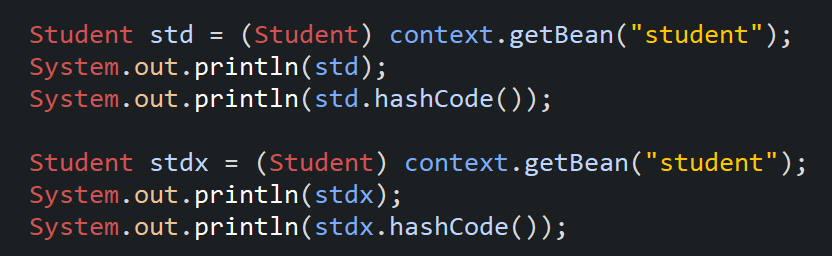 Student std = (Student) context.getBean("student");
System.out.println(std);
System.out.println(std.hashCode());
Student stdx = (Student) context.getBean("student");
System.out.println(stdx);
System.out.println(stdx.hashCode());